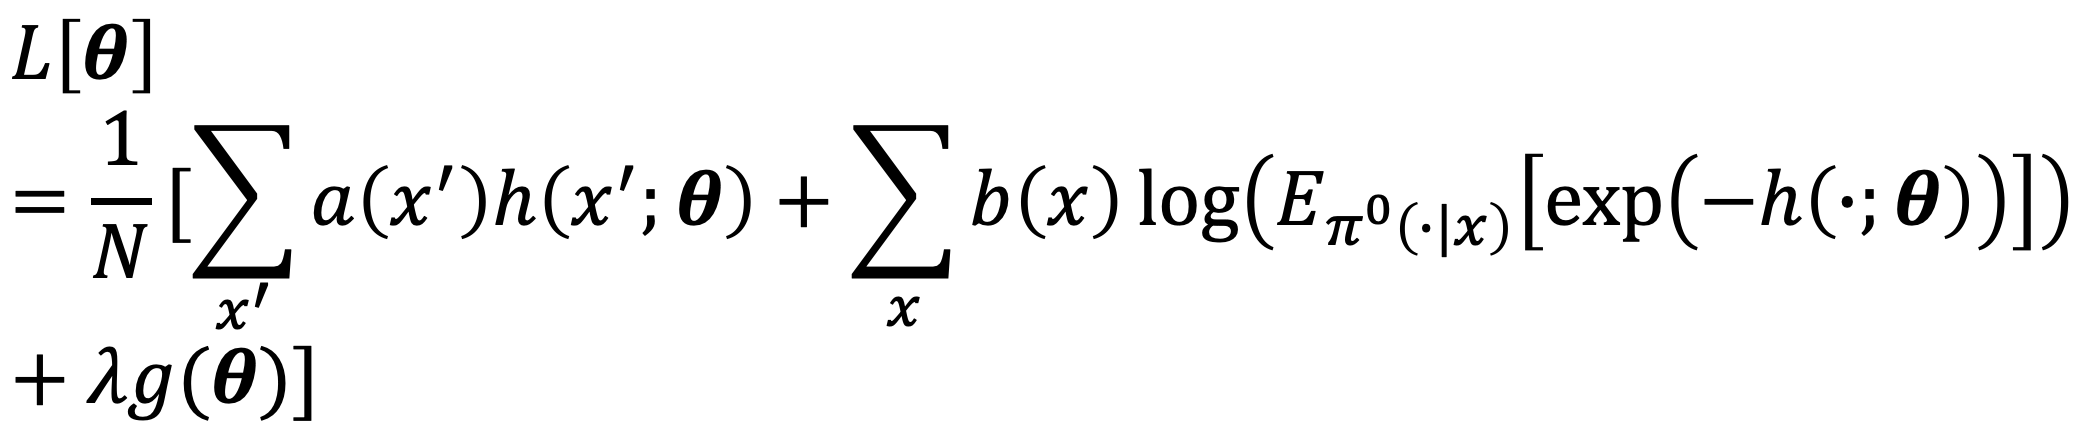 L[θ]
= 1/N [∑_{x′} a(x′)h(x′; θ) + ∑_x b(x) log(E_{π⁰(·|x)}[exp(−h(·; θ))])
+ λg(θ)]